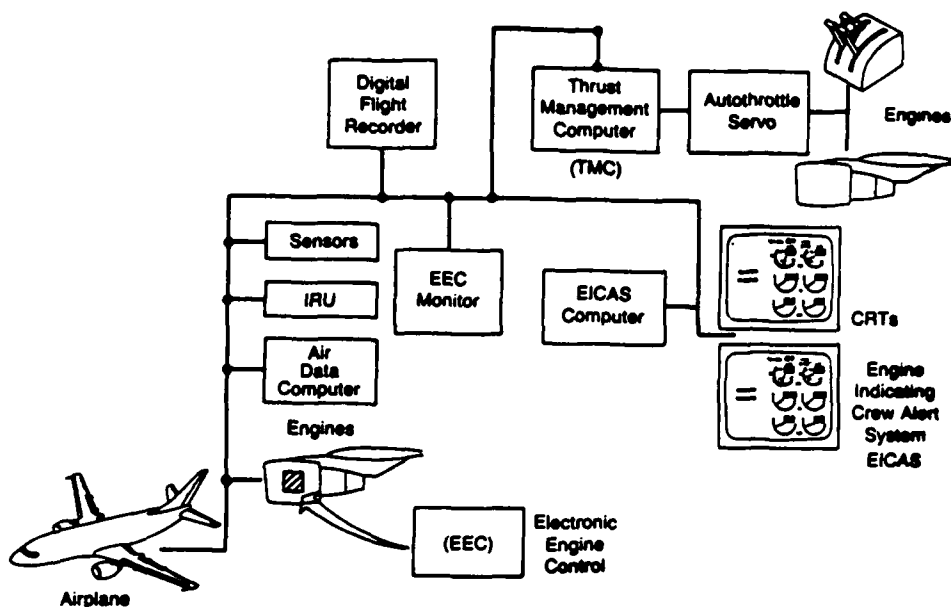 Digital
Flight
Recorder
Thrust
Management
Computer
(TMC)
Autothrottle
Servo
Engines
Sensors
IRU
Air
Data
Computer
EEC
Monitor
EICAS
Computer
CRTs
Engine
Indicating
Crew Alert
System
EICAS
Engines
(EEC)
Electronic
Engine
Control
Airplane